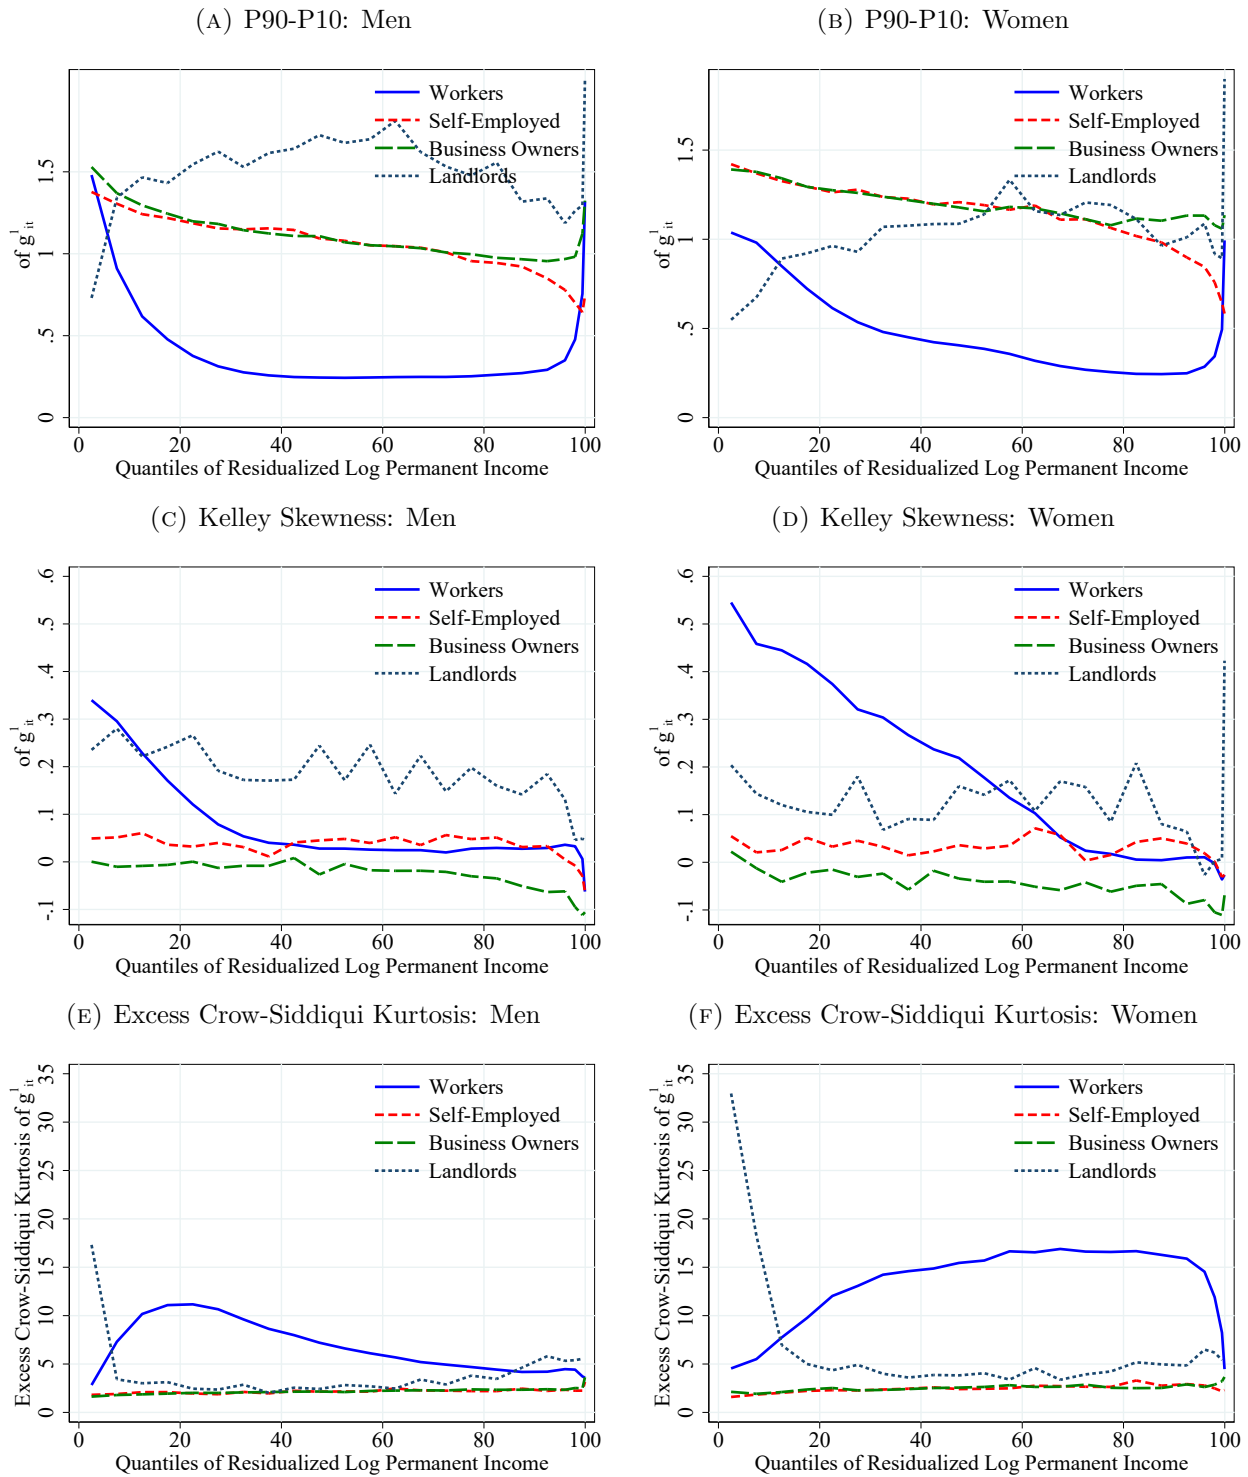 (A) P90-P10: Men
of g¹it
0 .5 1 1.5
Workers
Self-Employed
Business Owners
Landlords
0 20 40 60 80 100
Quantiles of Residualized Log Permanent Income
(B) P90-P10: Women
of g¹it
0 .5 1 1.5
Workers
Self-Employed
Business Owners
Landlords
0 20 40 60 80 100
Quantiles of Residualized Log Permanent Income
(C) Kelley Skewness: Men
of g¹it
-.1 0 .1 .2 .3 .4 .5 .6
Workers
Self-Employed
Business Owners
Landlords
0 20 40 60 80 100
Quantiles of Residualized Log Permanent Income
(D) Kelley Skewness: Women
of g¹it
-.1 0 .1 .2 .3 .4 .5 .6
Workers
Self-Employed
Business Owners
Landlords
0 20 40 60 80 100
Quantiles of Residualized Log Permanent Income
(E) Excess Crow-Siddiqui Kurtosis: Men
Excess Crow-Siddiqui Kurtosis of g¹it
0 5 10 15 20 25 30 35
Workers
Self-Employed
Business Owners
Landlords
0 20 40 60 80 100
Quantiles of Residualized Log Permanent Income
(F) Excess Crow-Siddiqui Kurtosis: Women
Excess Crow-Siddiqui Kurtosis of g¹it
0 5 10 15 20 25 30 35
Workers
Self-Employed
Business Owners
Landlords
0 20 40 60 80 100
Quantiles of Residualized Log Permanent Income